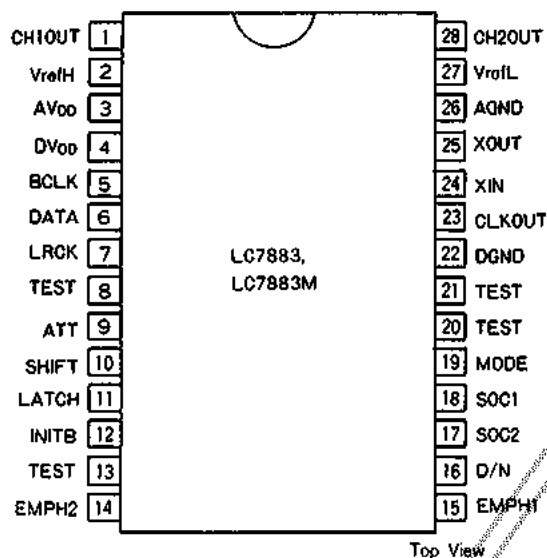 CH1OUT 1 28 CH2OUT
VrefH 2 27 VrefL
AVDD 3 26 AGND
DVDD 4 25 XOUT
BCLK 5 24 XIN
DATA 6 23 CLKOUT
LRCK 7 22 DGND
TEST 8 21 TEST
ATT 9 20 TEST
SHIFT 10 19 MODE
LATCH 11 18 SOC1
INITB 12 17 SOC2
TEST 13 16 D/N
EMPH2 14 15 EMPH1
LC7883,
LC7883M
Top View